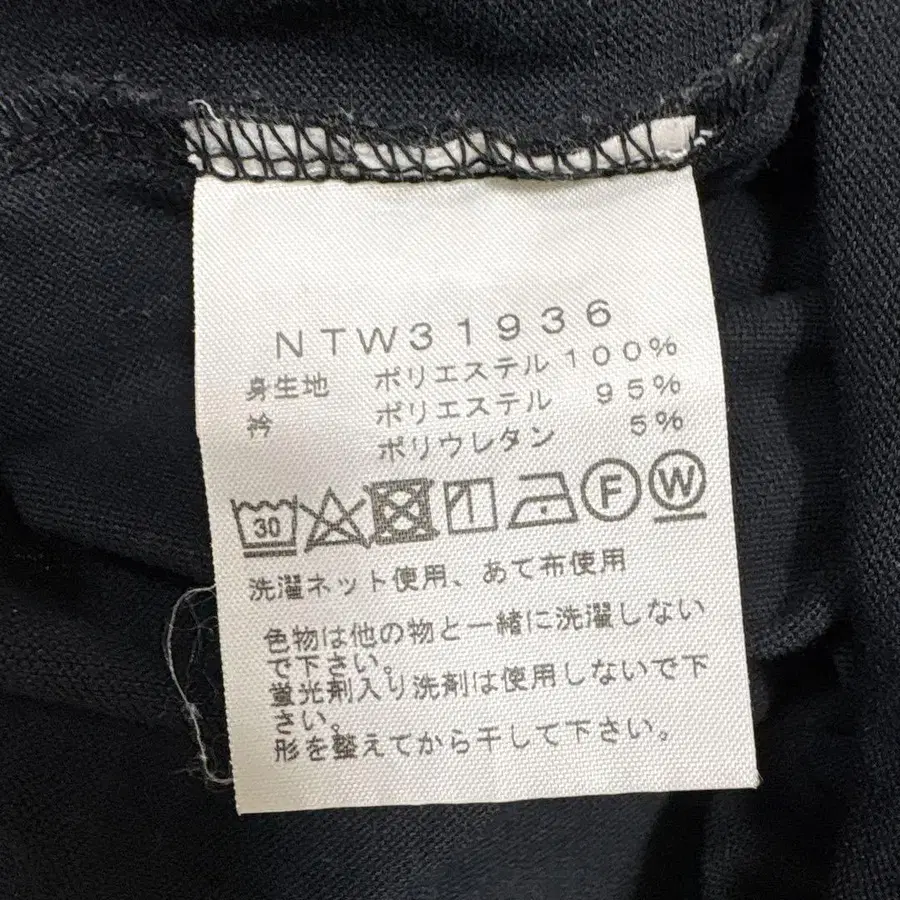 NTW31936
身生地 ポリエステル 100%
衿 ポリエステル 95%
ポリウレタン 5%
30 F W
洗濯ネット使用、あて布使用
色物は他の物と一緒に洗濯しない
で下さい。
蛍光剤入り洗剤は使用しないで下
さい。
形を整えてから干して下さい。